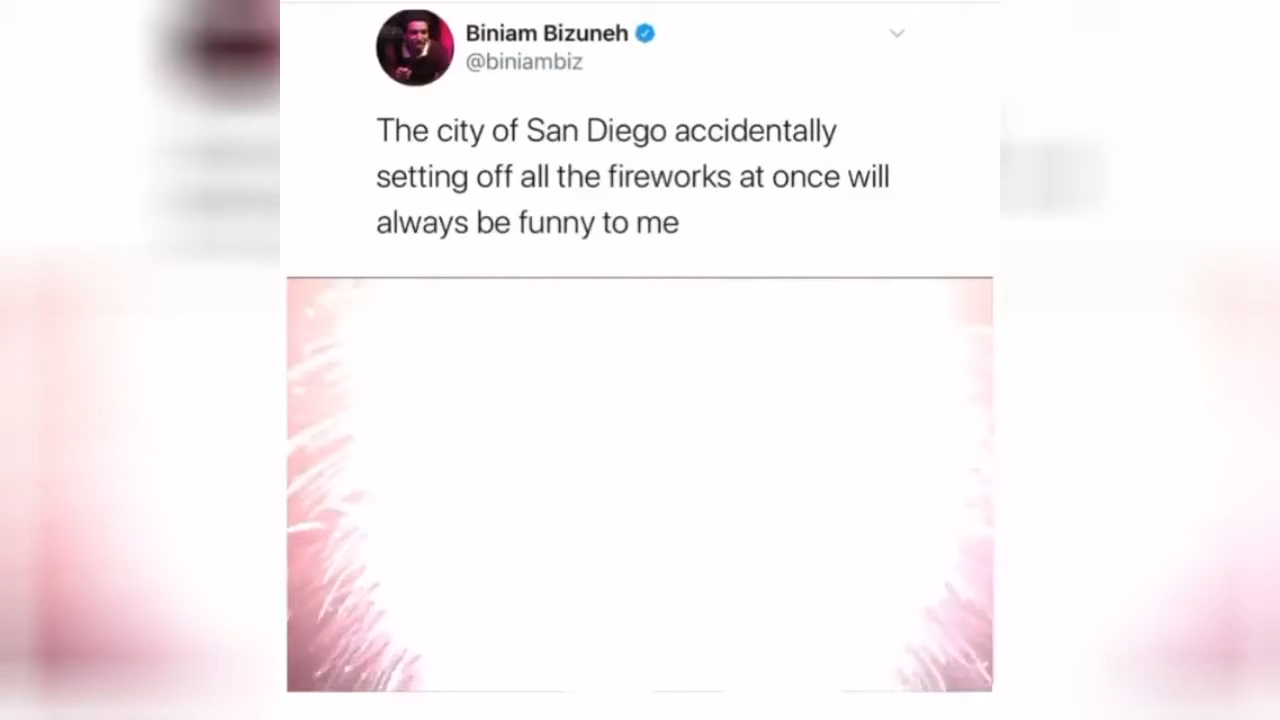 Biniam Bizuneh
@biniambiz
The city of San Diego accidentally
setting off all the fireworks at once will
always be funny to me